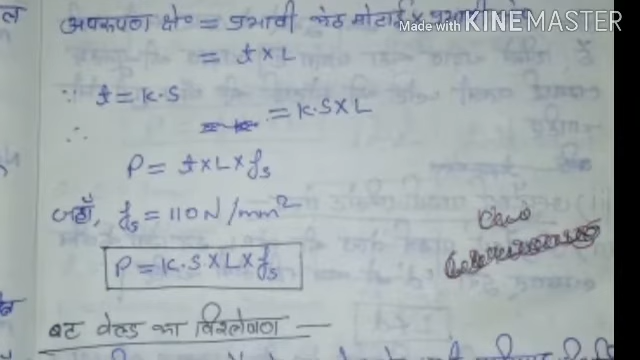 अपरूपण क्षे० = प्रभावी कंठ मोटाई ×
= t × L
∵ t = K·S
∴ = K·S × L
P = t × L × fs
जहाँ, fs = 110 N/mm²
P = K·S × L × fs
बट वेल्ड का विश्लेषण —
Made with KINEMASTER